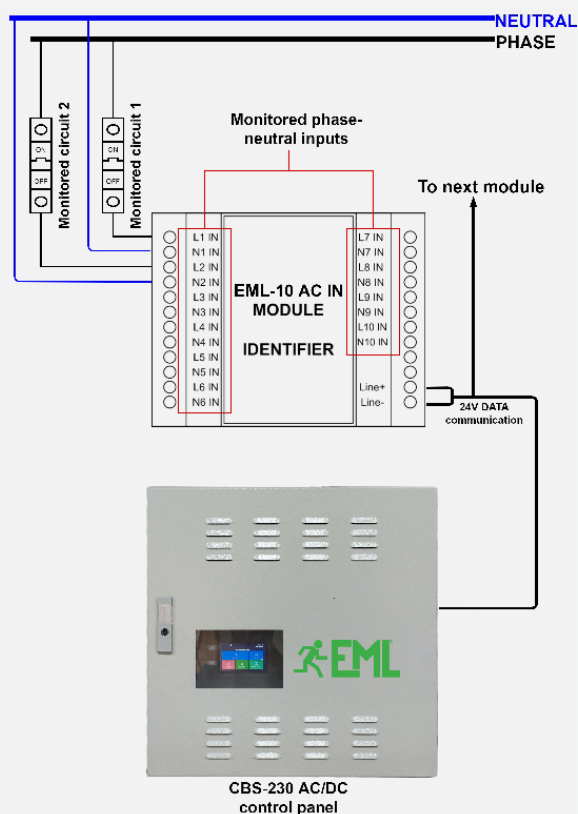 NEUTRAL
PHASE
Monitored circuit 2
Monitored circuit 1
ON
OFF
ON
OFF
Monitored phase-
neutral inputs
To next module
L1 IN
N1 IN
L2 IN
N2 IN
L3 IN
N3 IN
L4 IN
N4 IN
L5 IN
N5 IN
L6 IN
N6 IN
EML-10 AC IN
MODULE
IDENTIFIER
L7 IN
N7 IN
L8 IN
N8 IN
L9 IN
N9 IN
L10 IN
N10 IN
Line+
Line-
24V DATA
communication
EML
CBS-230 AC/DC
control panel